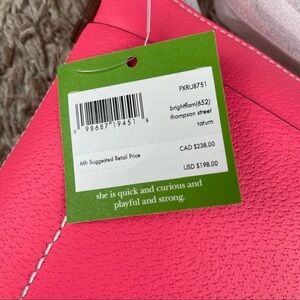 PXRU8751
brightflam(652)
thompson street
tatum
0 98687 19451 8
Mfr Suggested Retail Price
CAD $238.00
USD $198.00
she is quick and curious and
playful and strong.